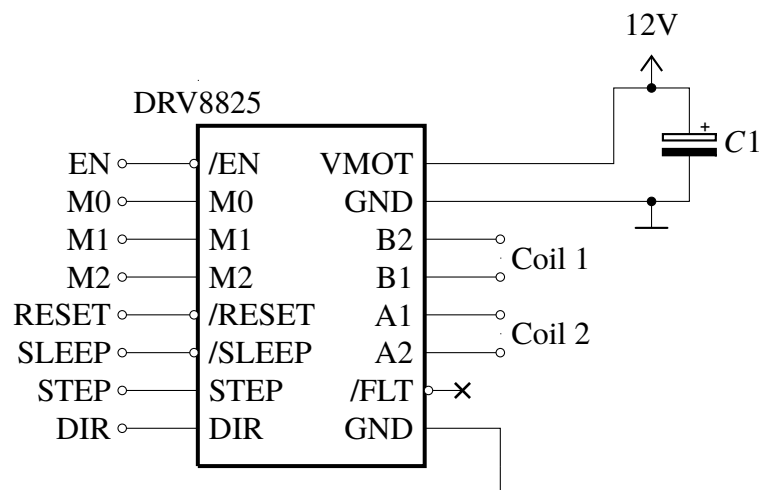 12V
DRV8825
+
C1
EN /EN VMOT
M0 M0 GND
M1 M1 B2
Coil 1
M2 M2 B1
RESET /RESET A1
Coil 2
SLEEP /SLEEP A2
STEP STEP /FLT
DIR DIR GND